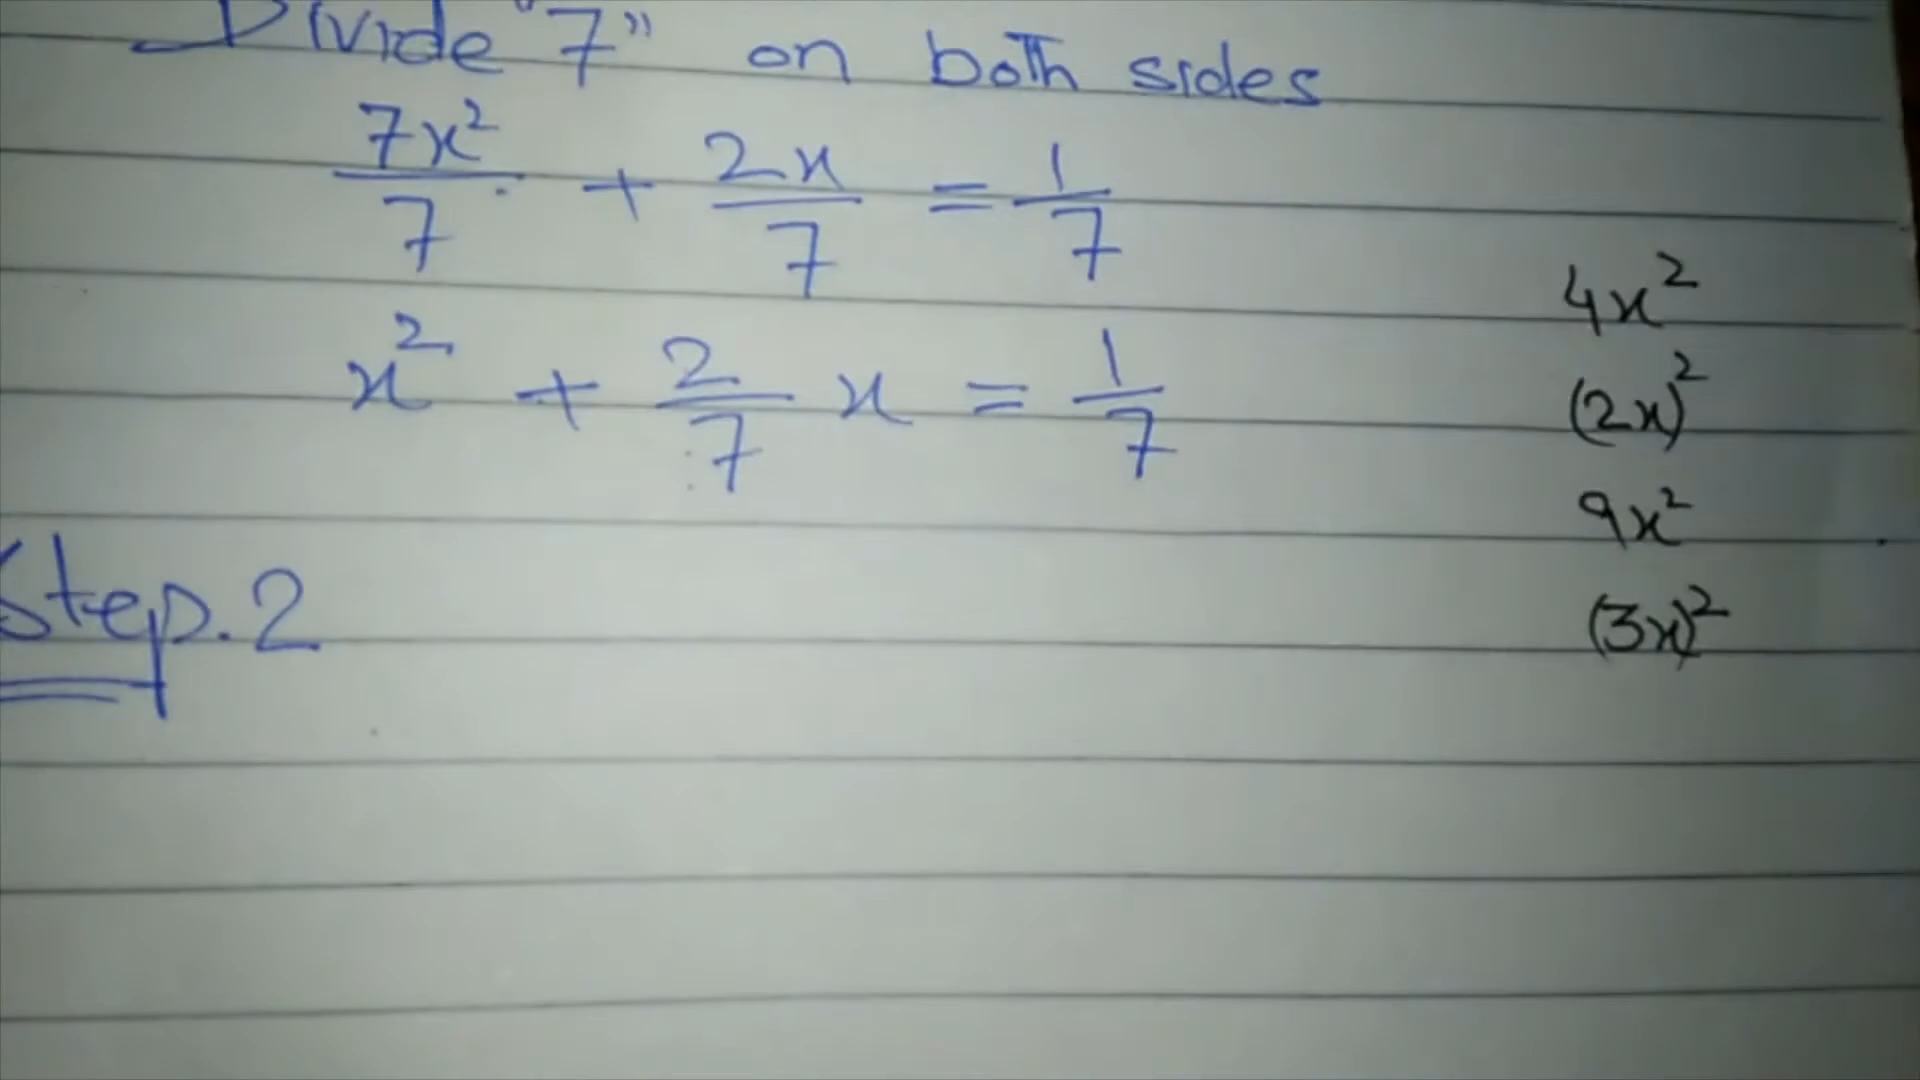 Divide "7" on both sides
7x²/7 + 2x/7 = 1/7
x² + 2/7 x = 1/7
Step.2
4x²
(2x)²
9x²
(3x)²